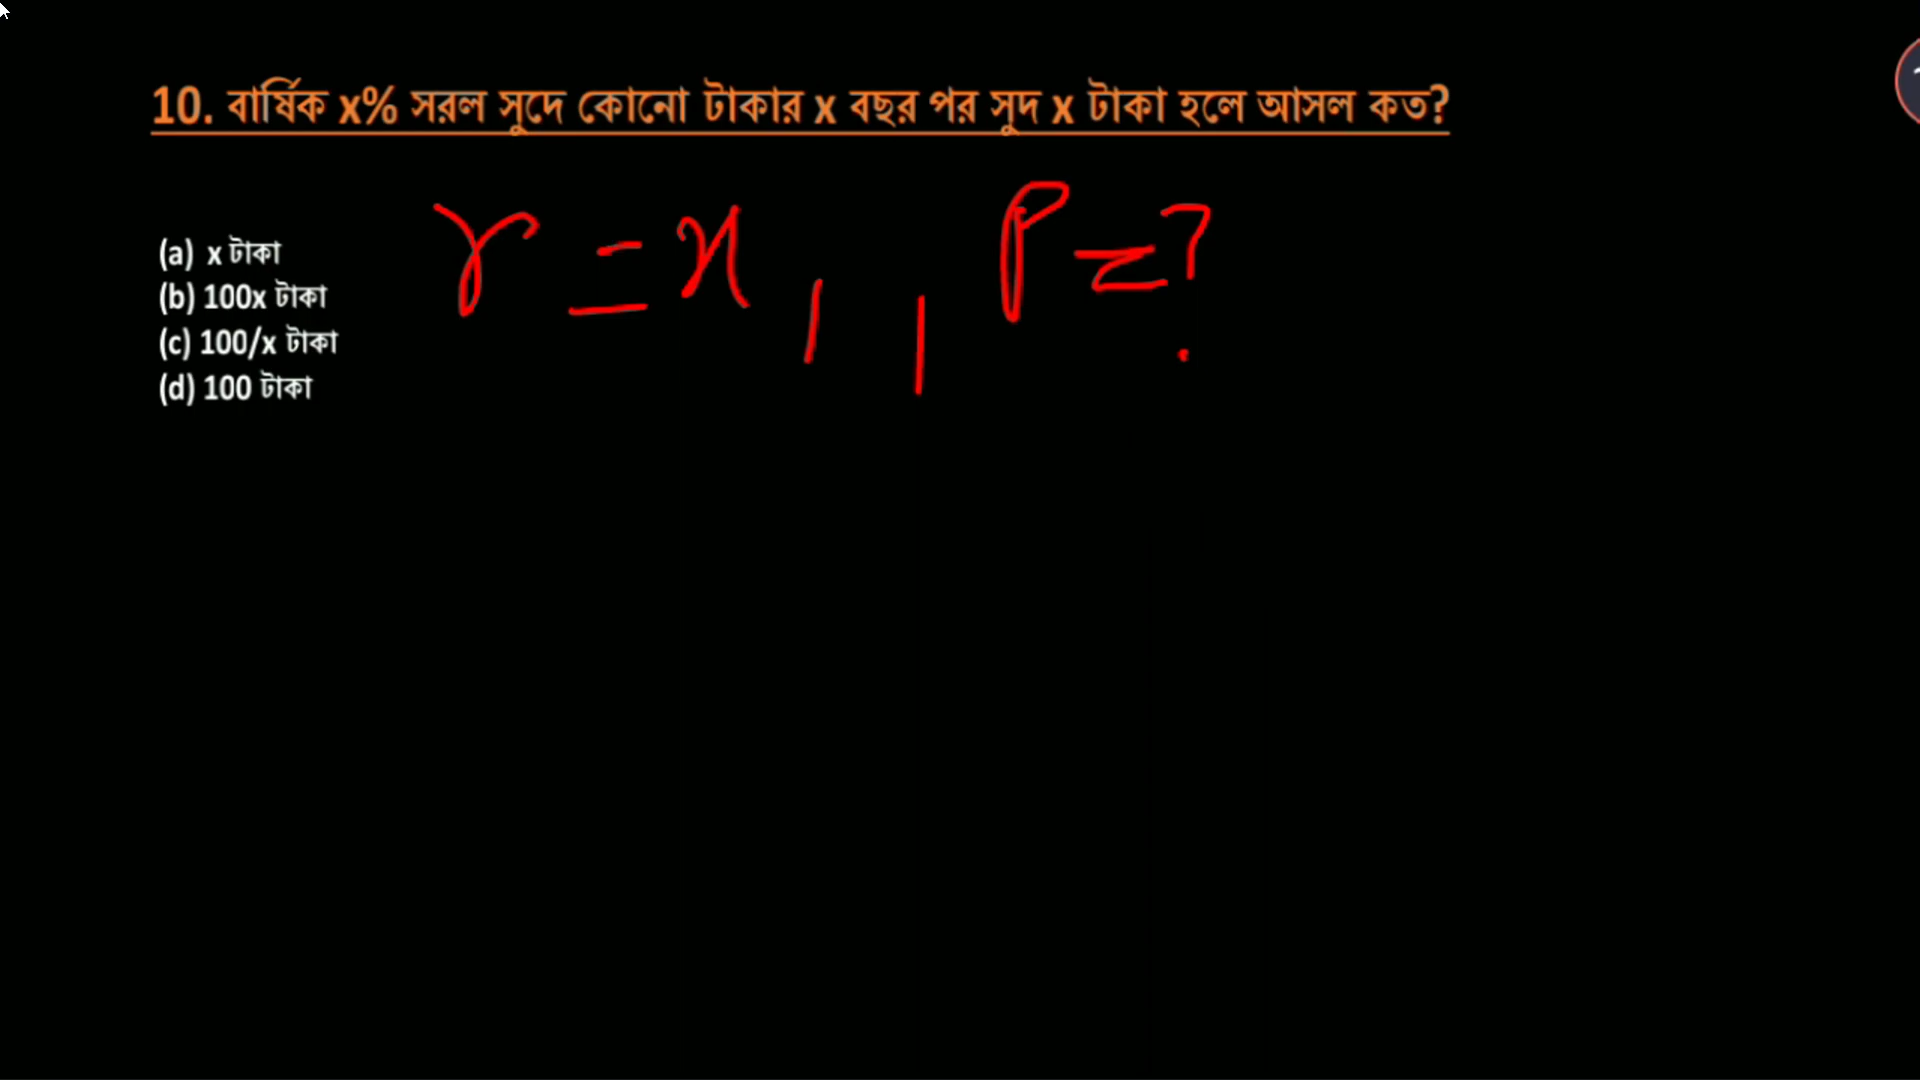 10. বার্ষিক x% সরল সুদে কোনো টাকার x বছর পর সুদ x টাকা হলে আসল কত?
r = x , , P = ?
(a) x টাকা
(b) 100x টাকা
(c) 100/x টাকা
(d) 100 টাকা